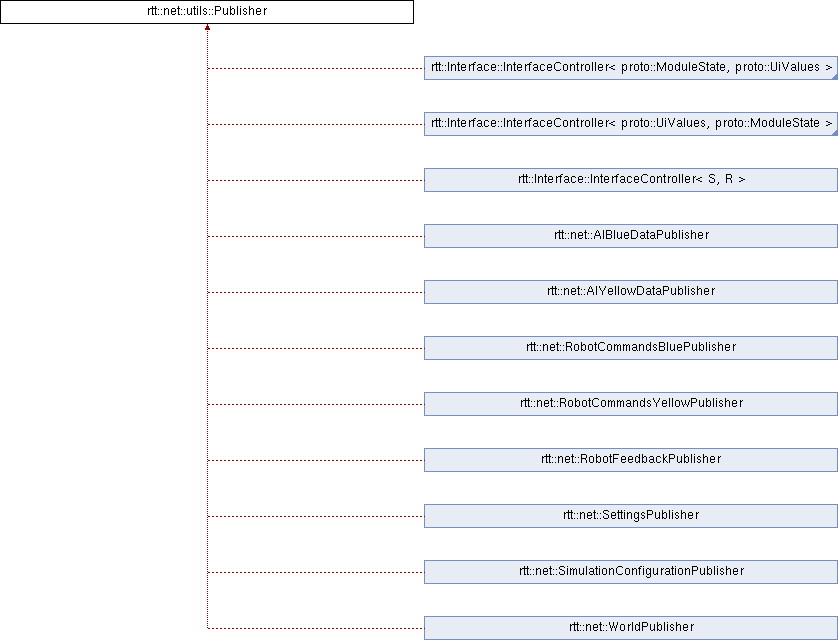 rtt::net::utils::Publisher
rtt::Interface::InterfaceController< proto::ModuleState, proto::UiValues >
rtt::Interface::InterfaceController< proto::UiValues, proto::ModuleState >
rtt::Interface::InterfaceController< S, R >
rtt::net::AIBlueDataPublisher
rtt::net::AIYellowDataPublisher
rtt::net::RobotCommandsBluePublisher
rtt::net::RobotCommandsYellowPublisher
rtt::net::RobotFeedbackPublisher
rtt::net::SettingsPublisher
rtt::net::SimulationConfigurationPublisher
rtt::net::WorldPublisher